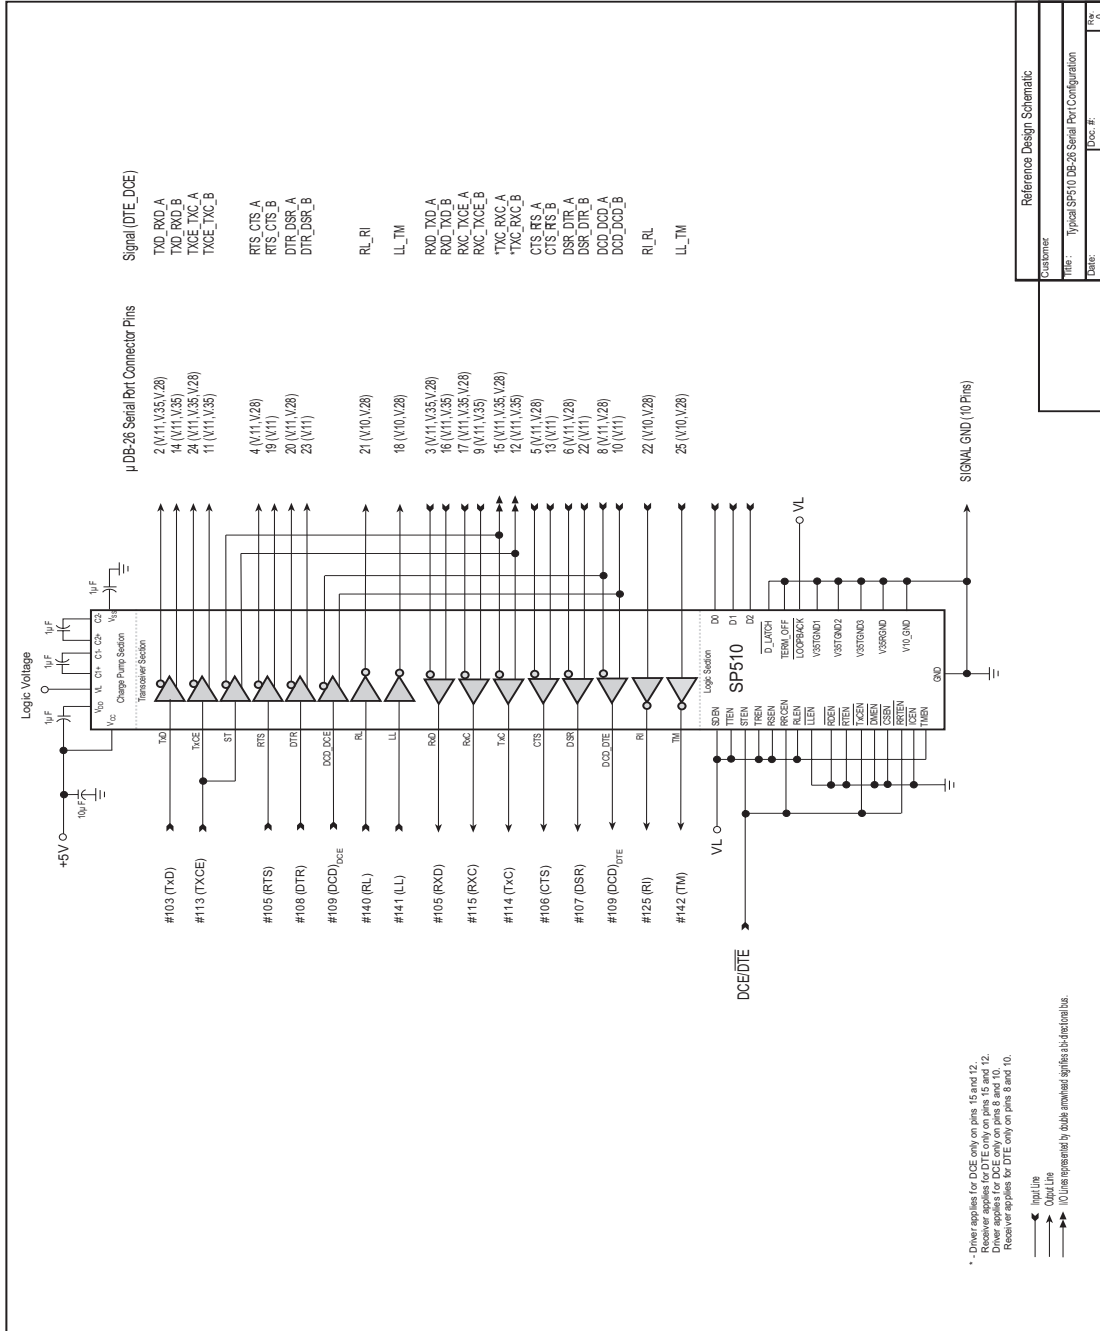 Reference Design Schematic
Customer:
Title : Typical SP510 DB-26 Serial Port Configuration
Date:
Doc. #:
Rev.
Logic Voltage
+5V
10µF
1µF
1µF
1µF
1µF
VCC
VDD
VL
C1+
C1-
C2+
C2-
VSS
Charge Pump Section
Transceiver Section
µ DB-26 Serial Port Connector Pins
Signal (DTE_DCE)
#103 (TxD)
TxD
2 (V.11, V.35, V.28)
TXD_RXD_A
14 (V.11, V.35)
TXD_RXD_B
#113 (TXCE)
TxCE
24 (V.11, V.35, V.28)
TXCE_TXC_A
11 (V.11, V.35)
TXCE_TXC_B
ST
#105 (RTS)
RTS
4 (V.11, V.28)
RTS_CTS_A
19 (V.11)
RTS_CTS_B
#108 (DTR)
DTR
20 (V.11, V.28)
DTR_DSR_A
23 (V.11)
DTR_DSR_B
#109 (DCD)DCE
DCD_DCE
#140 (RL)
RL
21 (V.10, V.28)
RL_RI
#141 (LL)
LL
18 (V.10, V.28)
LL_TM
#105 (RXD)
RxD
3 (V.11, V.35, V.28)
RXD_TXD_A
16 (V.11, V.35)
RXD_TXD_B
#115 (RXC)
RxC
17 (V.11, V.35, V.28)
RXC_TXCE_A
9 (V.11, V.35)
RXC_TXCE_B
#114 (TxC)
TxC
15 (V.11, V.35, V.28)
*TXC_RXC_A
12 (V.11, V.35)
*TXC_RXC_B
#106 (CTS)
CTS
5 (V.11, V.28)
CTS_RTS_A
13 (V.11)
CTS_RTS_B
#107 (DSR)
DSR
6 (V.11, V.28)
DSR_DTR_A
22 (V.11)
DSR_DTR_B
#109 (DCD)DTE
DCD_DTE
8 (V.11, V.28)
DCD_DCD_A
10 (V.11)
DCD_DCD_B
#125 (RI)
RI
22 (V.10, V.28)
RI_RL
#142 (TM)
TM
25 (V.10, V.28)
LL_TM
Logic Section
SP510
VL
DCE/DTE
SDEN
TTEN
STEN
TREN
RSEN
RRCEN
RLEN
LLEN
RDEN
RTEN
TxCEN
DMEN
CSEN
RRTEN
ICEN
TMEN
D0
D1
D2
D_LATCH
TERM_OFF
LOOPBACK
V35TGND1
V35TGND2
V35TGND3
V35RGND
V10_GND
GND
VL
SIGNAL GND (10 Pins)
* - Driver applies for DCE only on pins 15 and 12.
Receiver applies for DTE only on pins 15 and 12.
Driver applies for DCE only on pins 8 and 10.
Receiver applies for DTE only on pins 8 and 10.
Input Line
Output Line
I/O Lines represented by double arrowhead signifies a bi-directional bus.